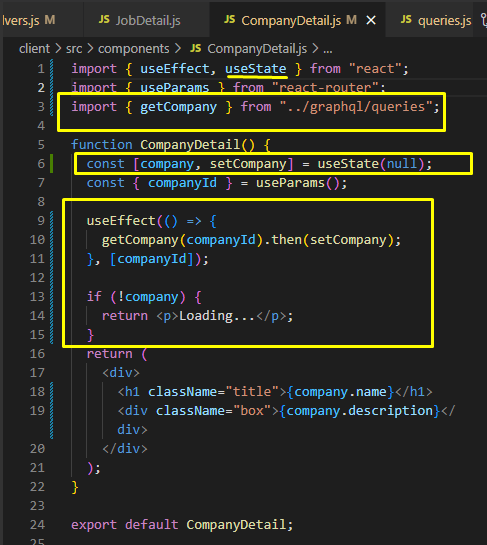 lvers.js M JobDetail.js CompanyDetail.js M × queries.js
client > src > components > JS CompanyDetail.js > ...
1 import { useEffect, useState } from "react";
2 import { useParams } from "react-router";
3 import { getCompany } from "../graphql/queries";
4
5 function CompanyDetail() {
6 const [company, setCompany] = useState(null);
7 const { companyId } = useParams();
8
9 useEffect(() => {
10 getCompany(companyId).then(setCompany);
11 }, [companyId]);
12
13 if (!company) {
14 return <p>Loading...</p>;
15 }
16 return (
17 <div>
18 <h1 className="title">{company.name}</h1>
19 <div className="box">{company.description}</
div>
20 </div>
21 );
22 }
23
24 export default CompanyDetail;
25